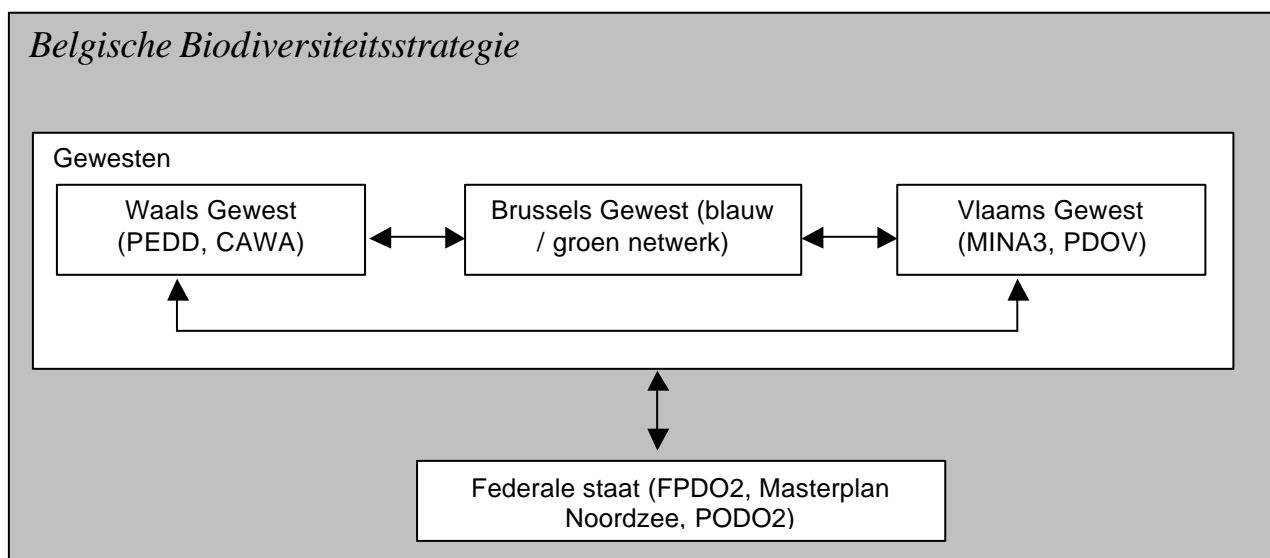 Belgische Biodiversiteitsstrategie
Gewesten
Waals Gewest
(PEDD, CAWA)
Brussels Gewest (blauw
/ groen netwerk)
Vlaams Gewest
(MINA3, PDOV)
Federale staat (FPDO2, Masterplan
Noordzee, PODO2)